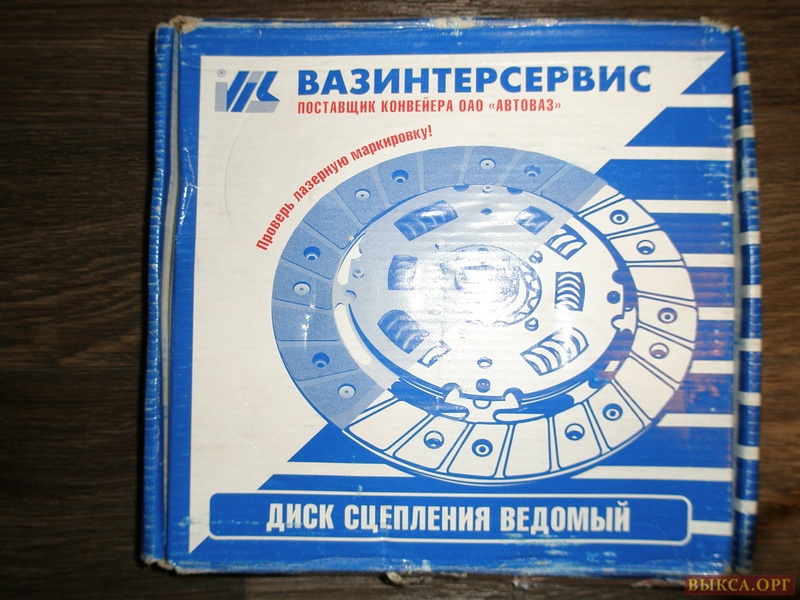 ВАЗИНТЕРСЕРВИС
ПОСТАВЩИК КОНВЕЙЕРА ОАО «АВТОВАЗ»
Проверь лазерную маркировку!
ДИСК СЦЕПЛЕНИЯ ВЕДОМЫЙ
ВЫКСА.ОРГ